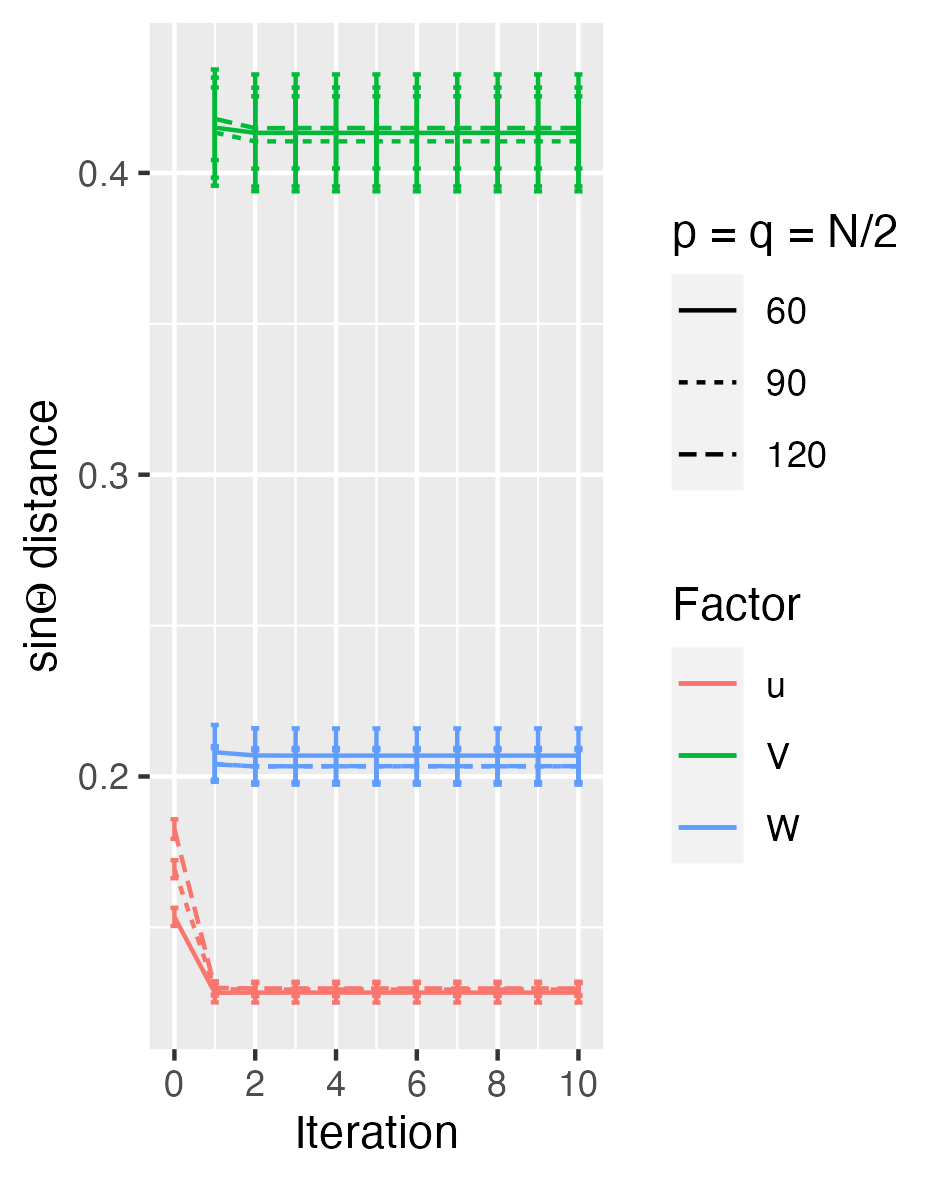 0.4
0.3
0.2
sinΘ distance
0 2 4 6 8 10
Iteration
p = q = N/2
60
90
120
Factor
u
V
W